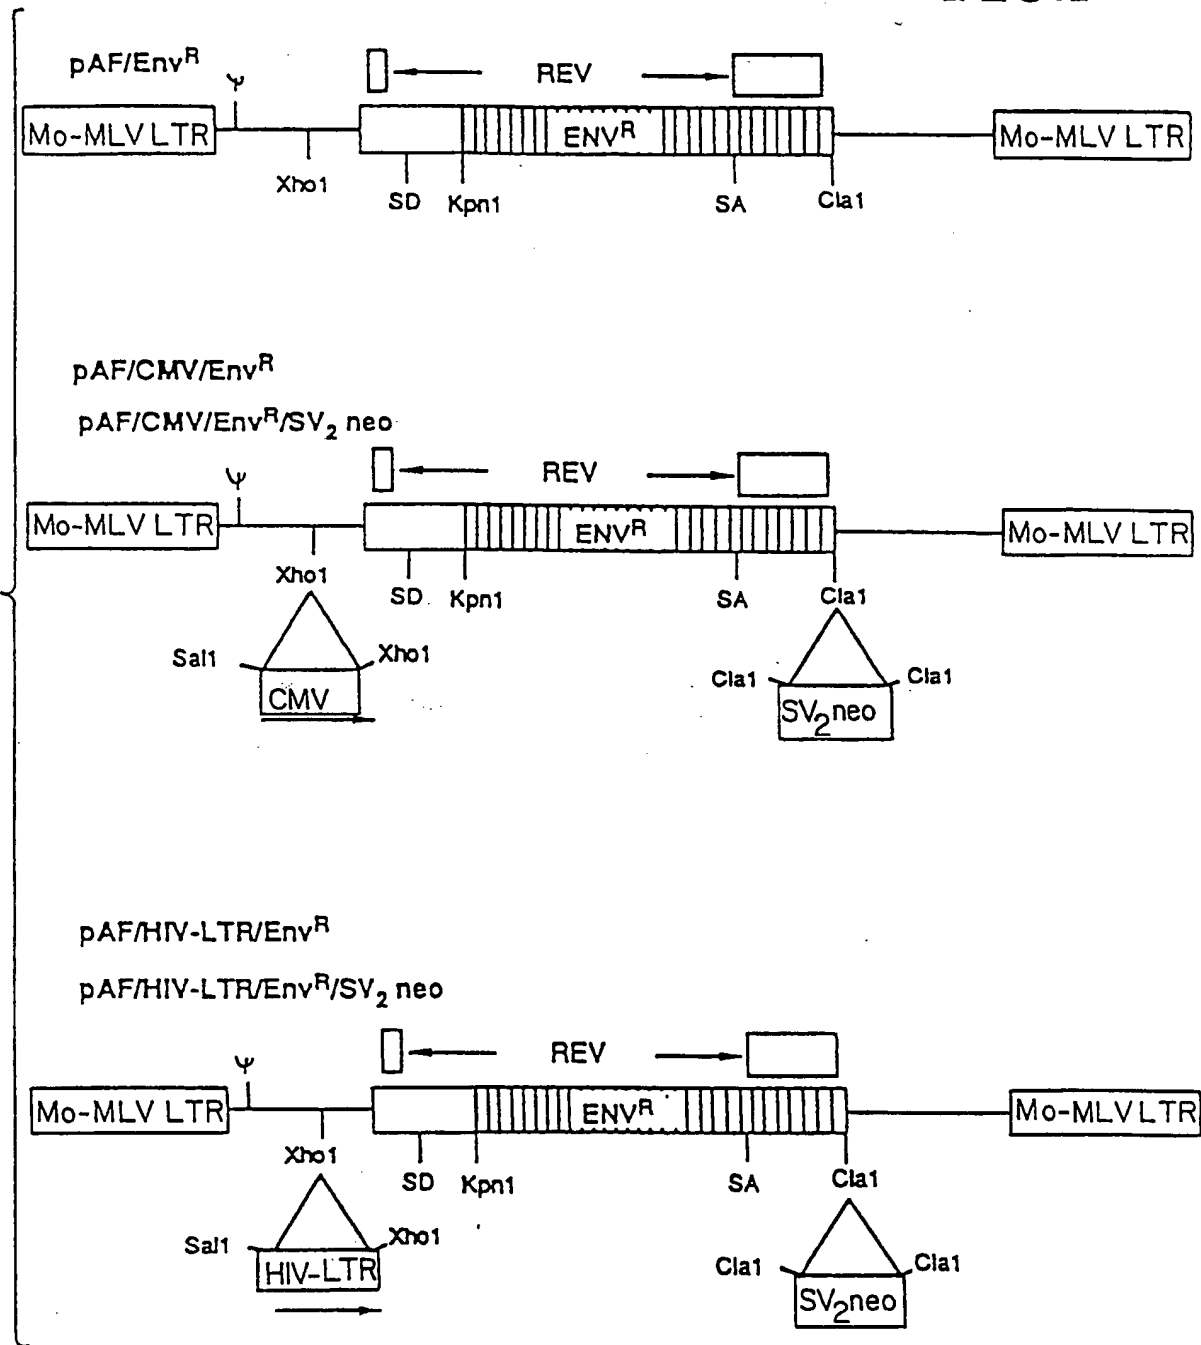 pAF/Env^R
Ψ
REV
Mo-MLV LTR
ENV^R
Mo-MLV LTR
Xho1
SD
Kpn1
SA
Cla1
pAF/CMV/Env^R
pAF/CMV/Env^R/SV₂ neo
Ψ
REV
Mo-MLV LTR
ENV^R
Mo-MLV LTR
Xho1
SD
Kpn1
SA
Cla1
Sal1
Xho1
CMV
Cla1
Cla1
SV₂neo
pAF/HIV-LTR/Env^R
pAF/HIV-LTR/Env^R/SV₂ neo
Ψ
REV
Mo-MLV LTR
ENV^R
Mo-MLV LTR
Xho1
SD
Kpn1
SA
Cla1
Sal1
Xho1
HIV-LTR
Cla1
Cla1
SV₂neo